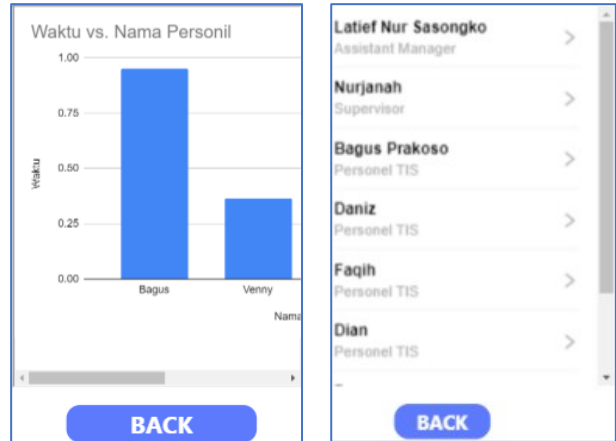 Waktu vs. Nama Personil
1.00
0.75
0.50
0.25
0.00
Waktu
Bagus
Venny
Nama
BACK
Latief Nur Sasongko
Assistant Manager
Nurjanah
Supervisor
Bagus Prakoso
Personel TIS
Daniz
Personel TIS
Faqih
Personel TIS
Dian
Personel TIS
BACK